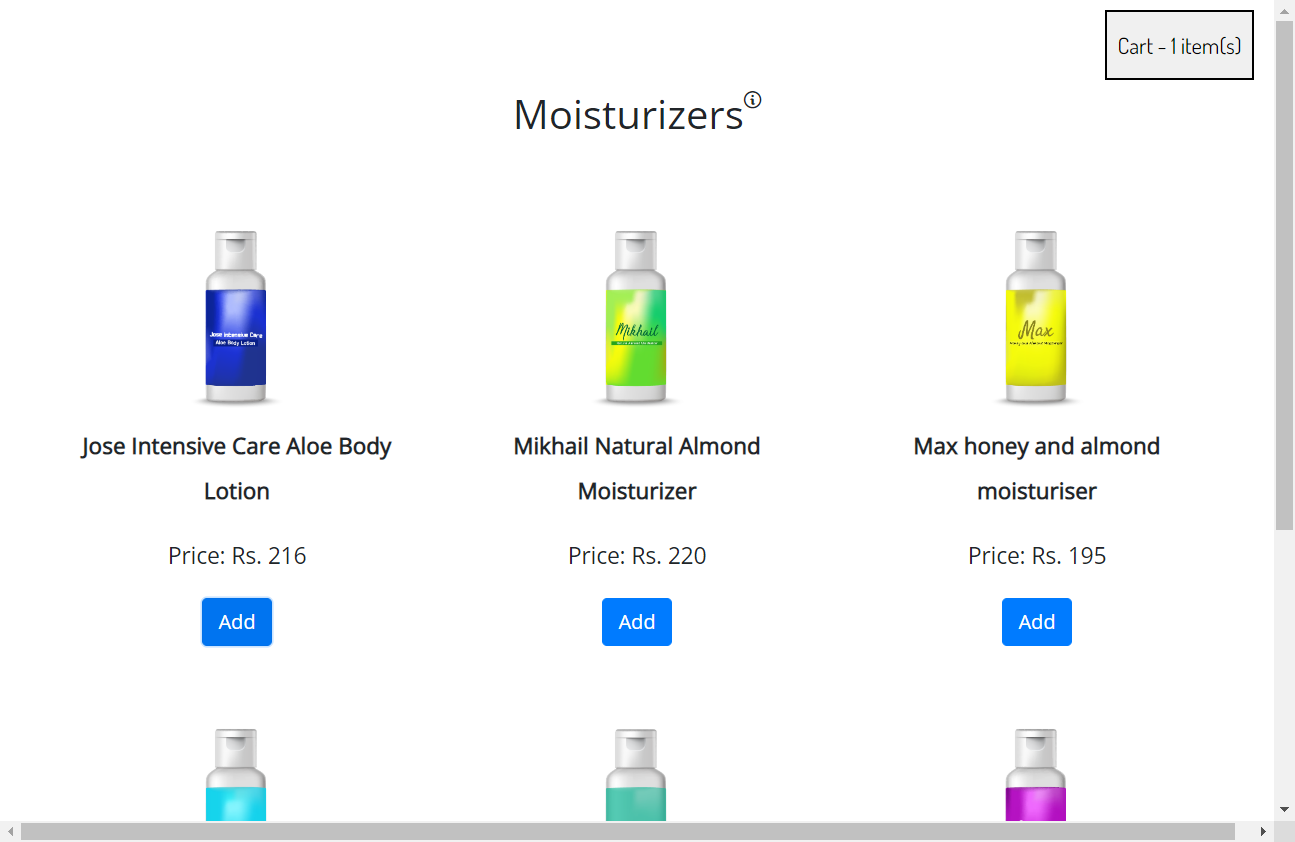 Cart - 1 item(s)
Moisturizers
Jose Intensive Care
Aloe Body Lotion
Mikhail
Max
Jose Intensive Care Aloe Body
Lotion
Mikhail Natural Almond
Moisturizer
Max honey and almond
moisturiser
Price: Rs. 216
Price: Rs. 220
Price: Rs. 195
Add
Add
Add